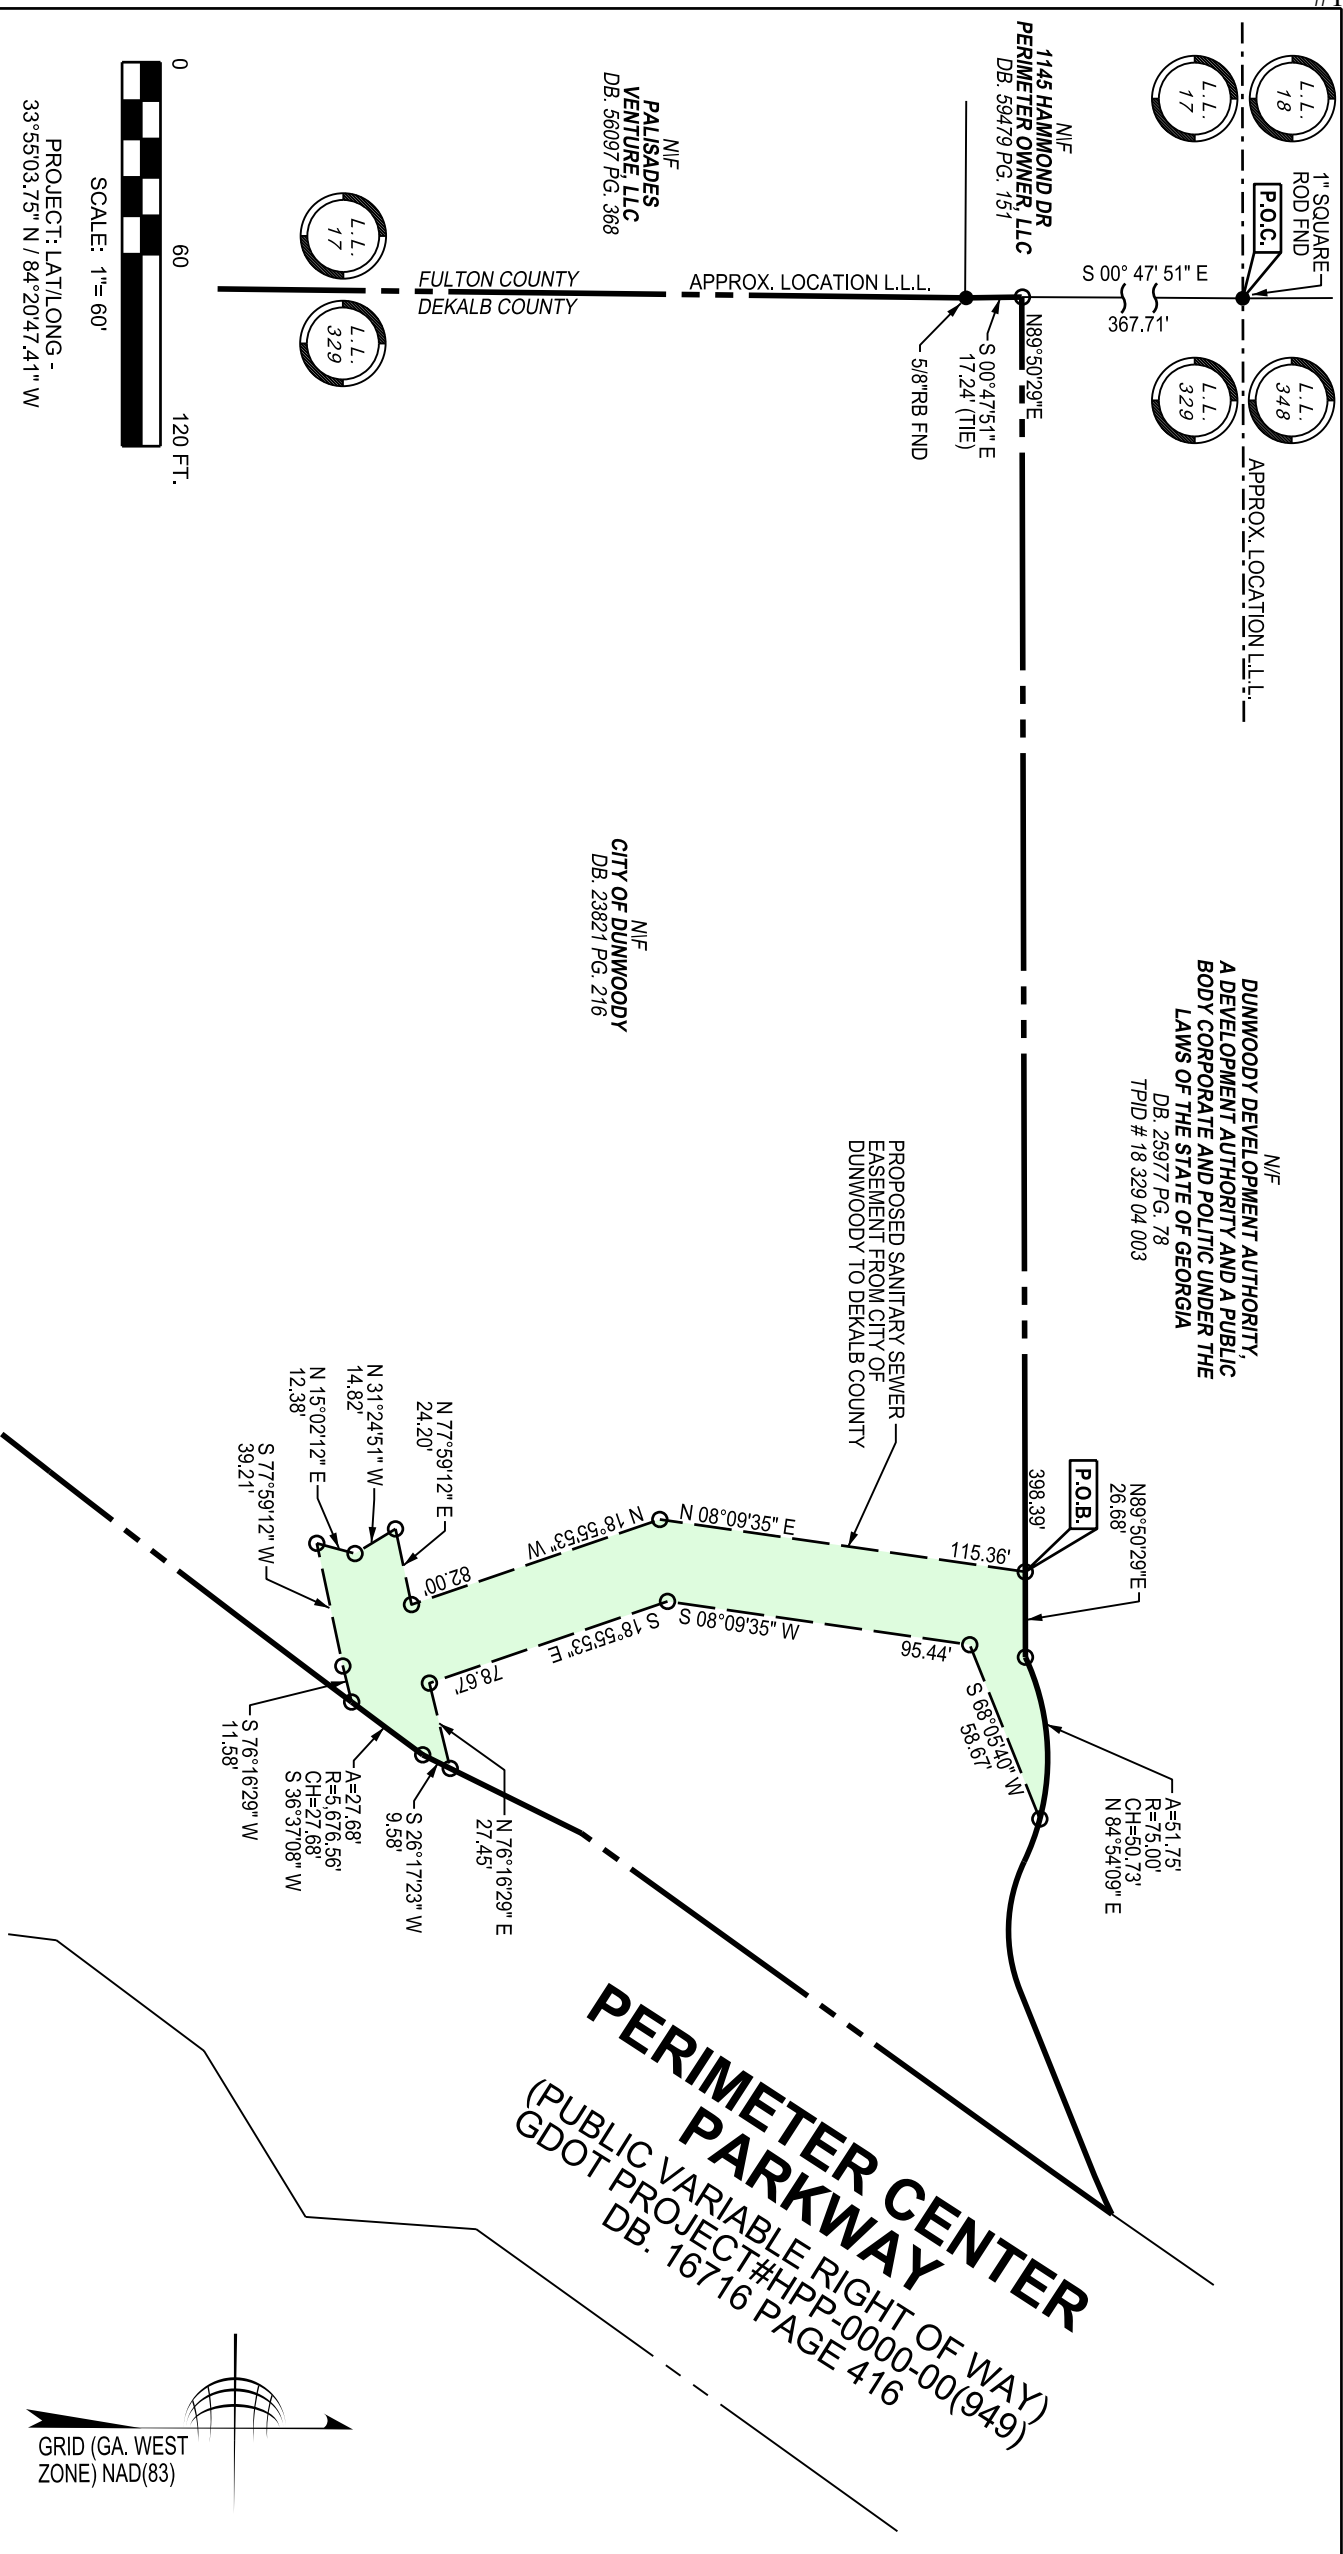 L.L.
18
L.L.
17
1" SQUARE
ROD FND
P.O.C.
L.L.
348
L.L.
329
APPROX. LOCATION L.L.L.
S 00° 47' 51" E
367.71'
N|F
1145 HAMMOND DR
PERIMETER OWNER, LLC
DB. 59479 PG. 151
N89°50'29"E
S 00°47'51" E
17.24' (TIE)
5/8"RB FND
APPROX. LOCATION L.L.L.
N|F
PALISADES
VENTURE, LLC
DB. 56097 PG. 368
FULTON COUNTY
DEKALB COUNTY
L.L.
17
L.L.
329
N/F
DUNWOODY DEVELOPMENT AUTHORITY,
A DEVELOPMENT AUTHORITY AND A PUBLIC
BODY CORPORATE AND POLITIC UNDER THE
LAWS OF THE STATE OF GEORGIA
DB. 25977 PG. 78
TPID # 18 329 04 003
N|F
CITY OF DUNWOODY
DB. 23821 PG. 216
PROPOSED SANITARY SEWER
EASEMENT FROM CITY OF
DUNWOODY TO DEKALB COUNTY
398.39'
P.O.B.
N89°50'29"E
26.68'
A=51.75'
R=75.00'
CH=50.73'
N 84°54'09" E
S 68°05'40" W
58.67'
N 08°09'35" E
115.36'
S 08°09'35" W
95.44'
N 18°55'53" W
82.00'
S 18°55'53" E
78.67'
N 77°59'12" E
24.20'
N 31°24'51" W
14.82'
N 15°02'12" E
12.38'
S 77°59'12" W
39.21'
S 76°16'29" W
11.58'
A=27.68'
R=5,676.56'
CH=27.68'
S 36°37'08" W
S 26°17'23" W
9.58'
N 76°16'29" E
27.45'
PERIMETER CENTER
PARKWAY
(PUBLIC VARIABLE RIGHT OF WAY)
GDOT PROJECT#HPP-0000-00(949)
DB. 16716 PAGE 416
0
60
120 FT.
SCALE: 1"= 60'
PROJECT: LAT/LONG -
33°55'03.75" N / 84°20'47.41" W
GRID (GA. WEST
ZONE) NAD(83)